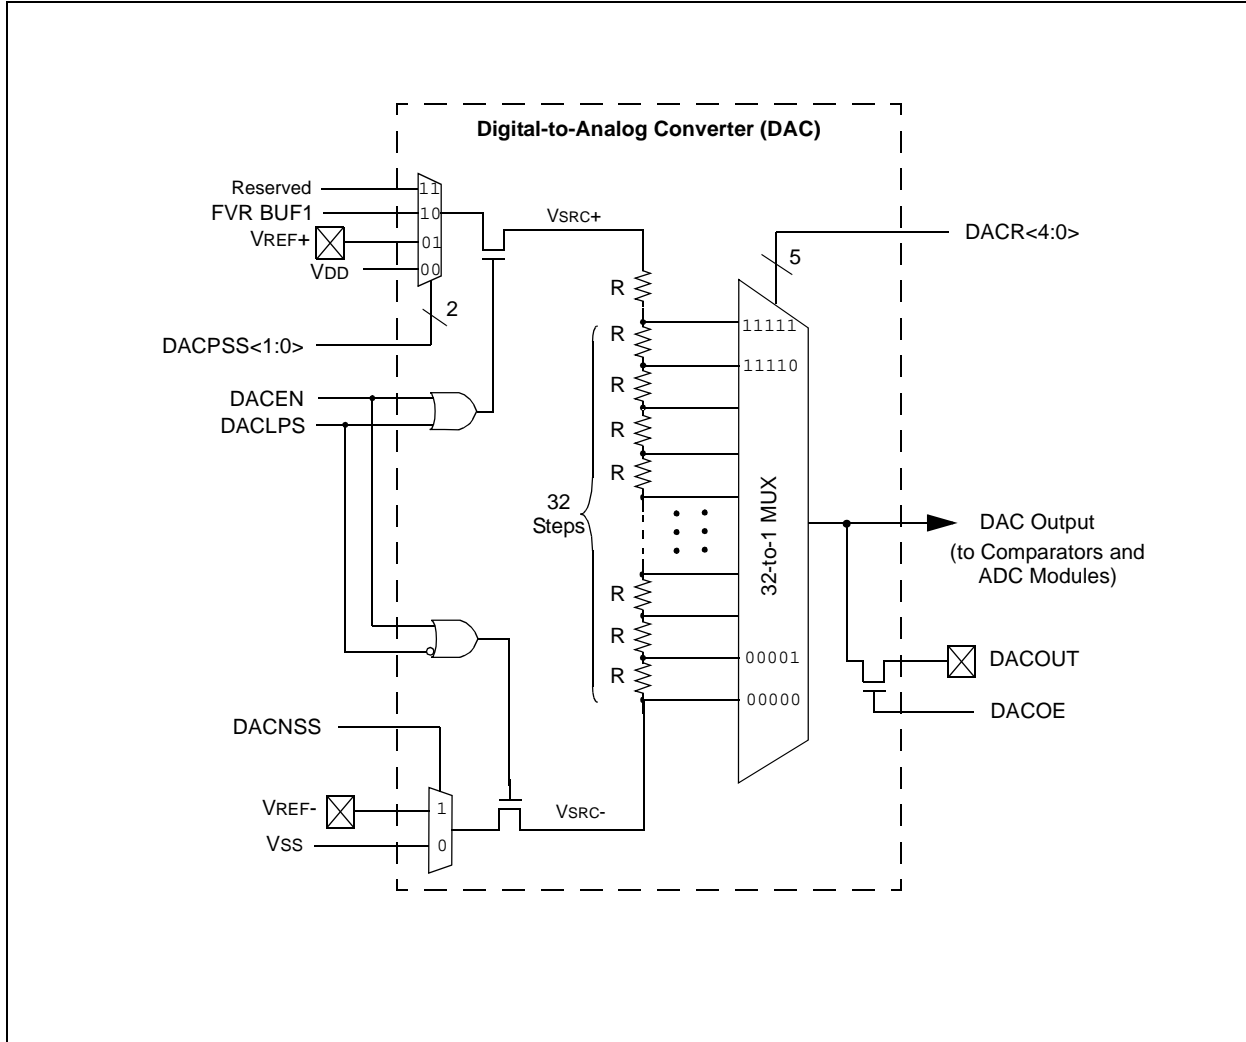 Digital-to-Analog Converter (DAC)
Reserved
11
FVR BUF1
10
VREF+
01
VDD
00
2
DACPSS<1:0>
DACEN
DACLPS
VSRC+
DACR<4:0>
5
R
R
R
R
R
32
Steps
R
R
R
11111
11110
32-to-1 MUX
00001
00000
DAC Output
(to Comparators and
ADC Modules)
DACOUT
DACOE
DACNSS
VREF-
1
VSS
0
VSRC-